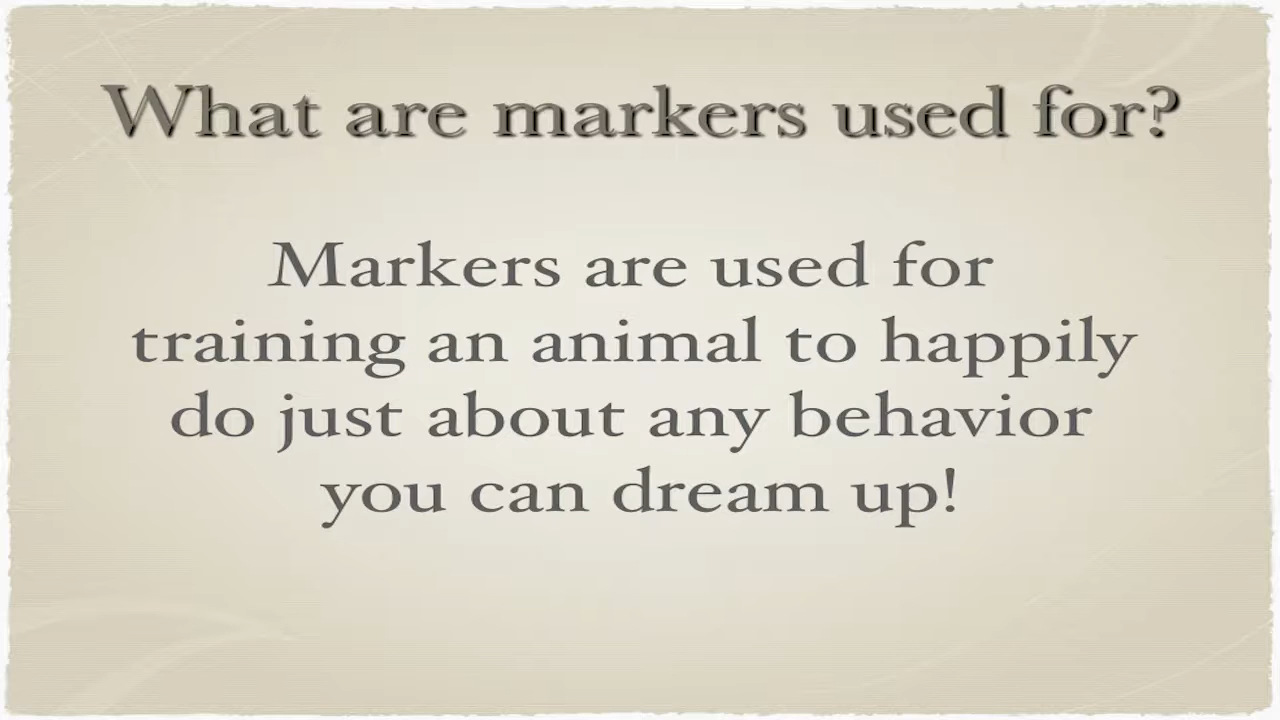 What are markers used for?
Markers are used for
training an animal to happily
do just about any behavior
you can dream up!